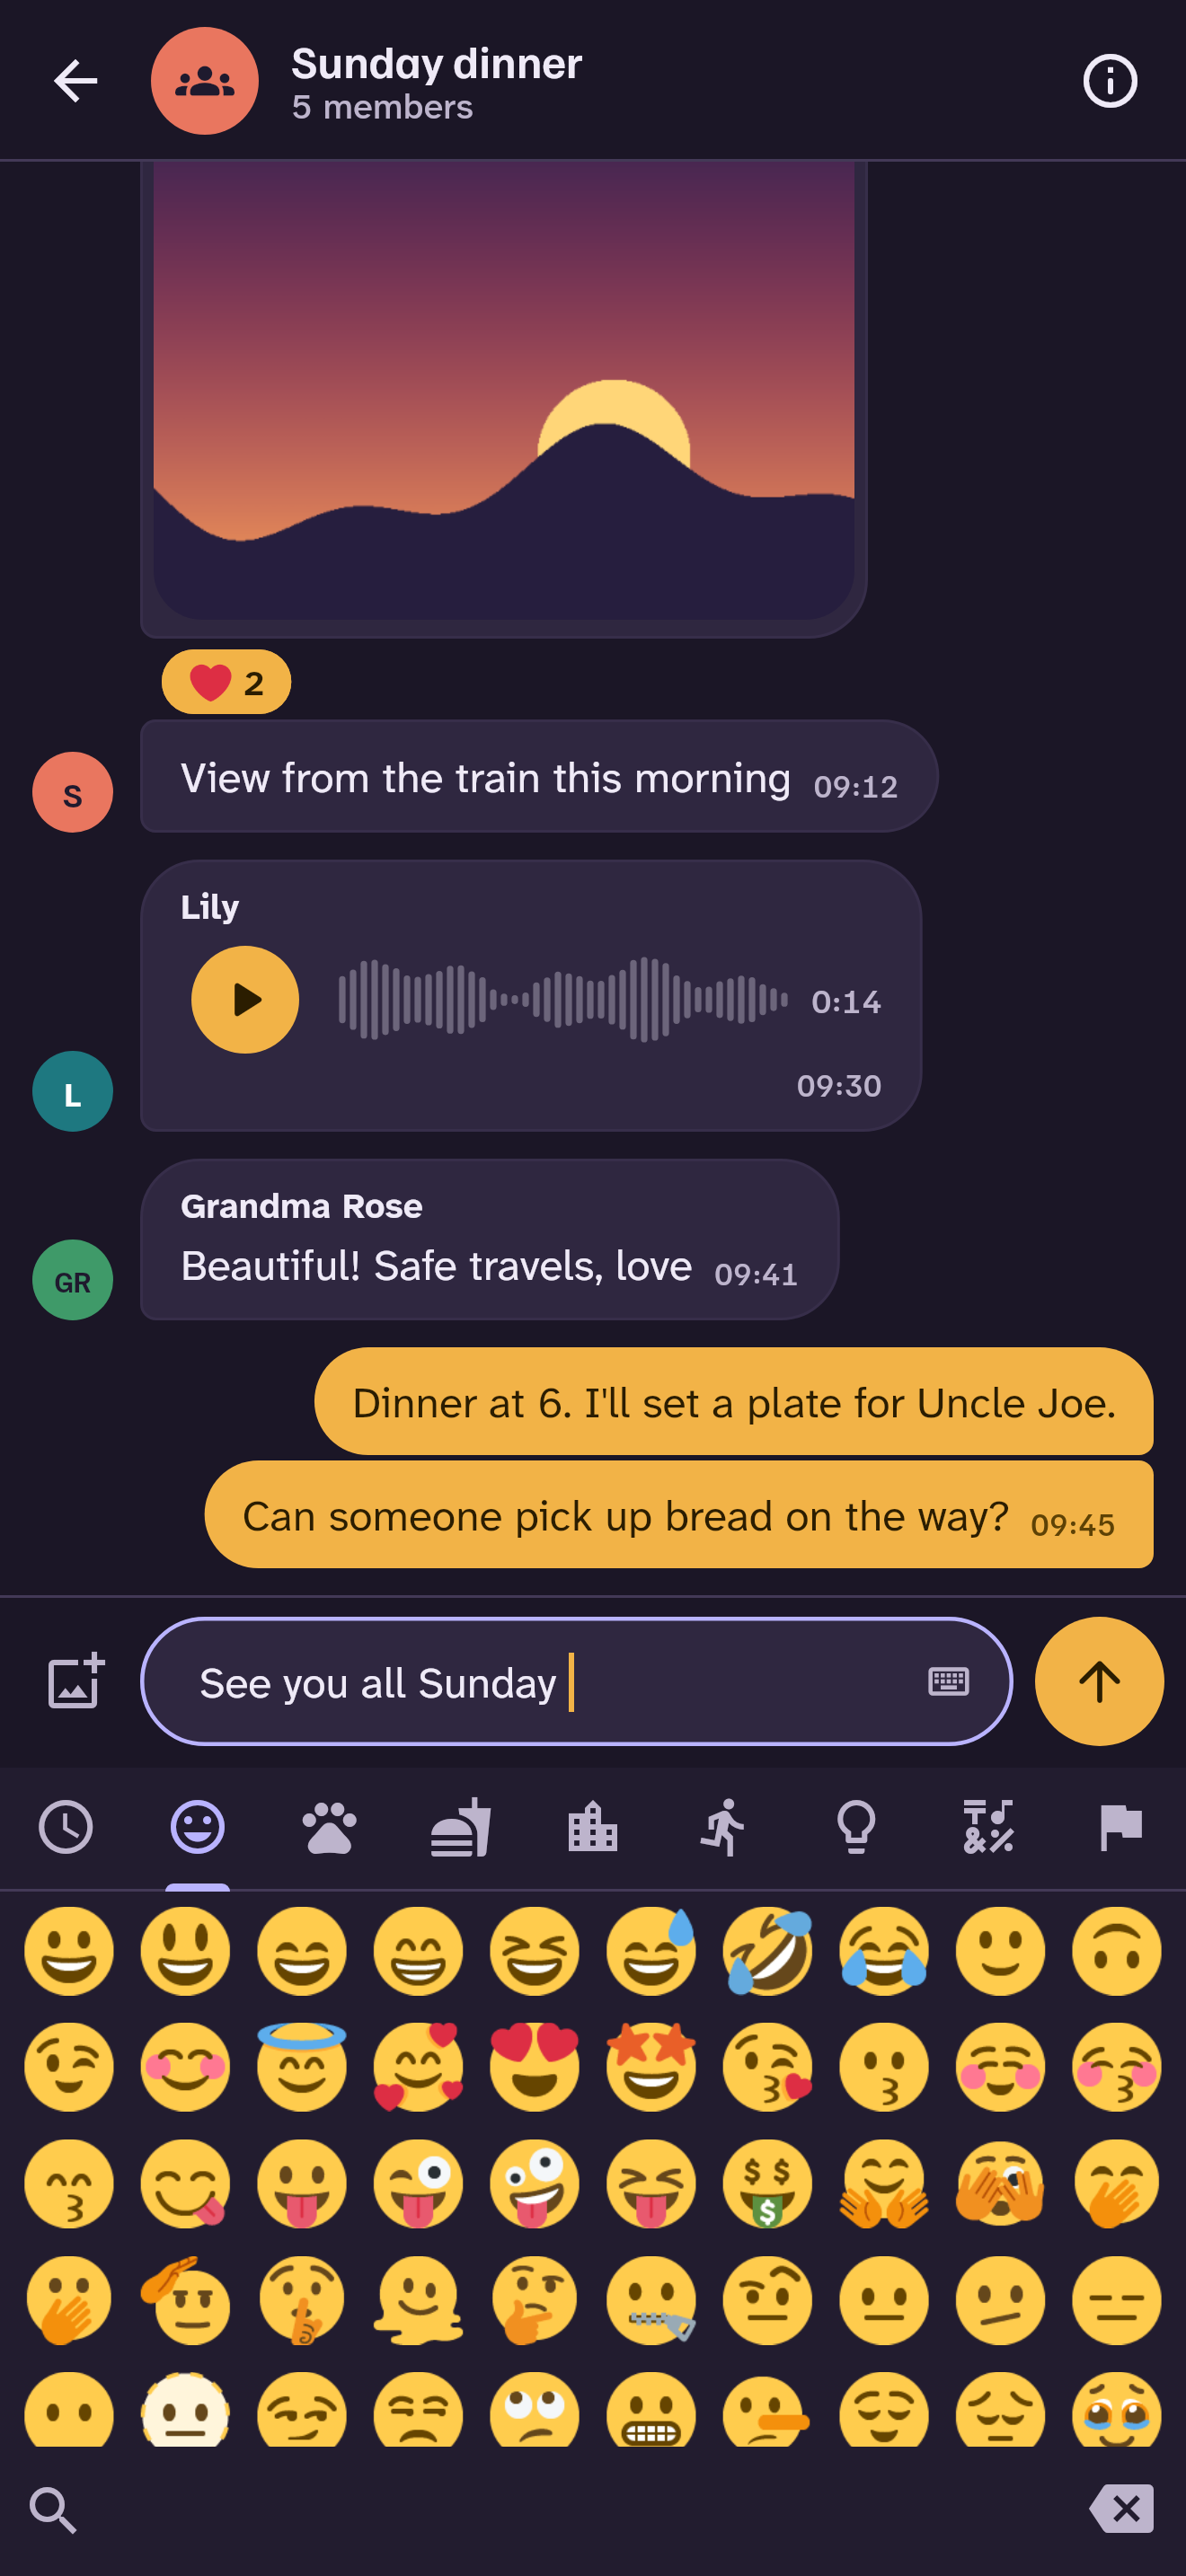 Sunday dinner
5 members
❤️ 2
View from the train this morning 09:12
S
Lily
0:14
09:30
L
Grandma Rose
Beautiful! Safe travels, love 09:41
GR
Dinner at 6. I'll set a plate for Uncle Joe.
Can someone pick up bread on the way? 09:45
See you all Sunday